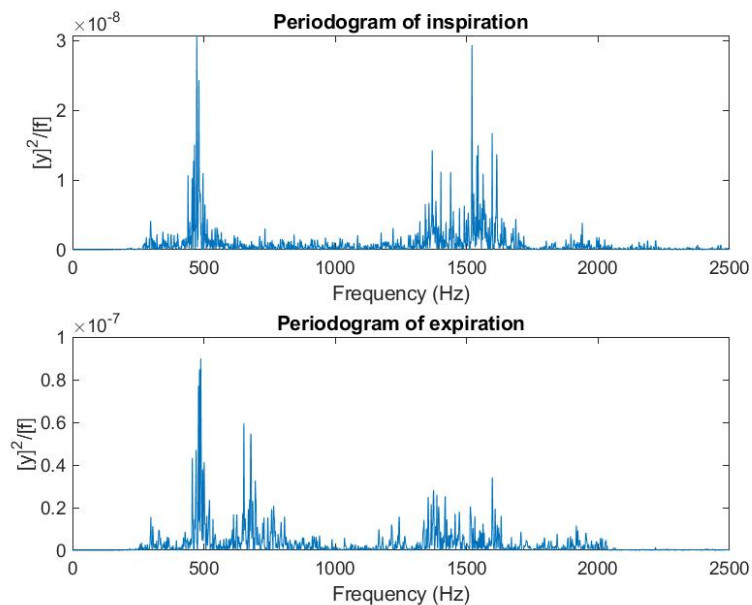 Periodogram of inspiration
×10^-8
[y]^2/[f]
3
2
1
0
0 500 1000 1500 2000 2500
Frequency (Hz)
Periodogram of expiration
×10^-7
[y]^2/[f]
1
0.8
0.6
0.4
0.2
0
0 500 1000 1500 2000 2500
Frequency (Hz)